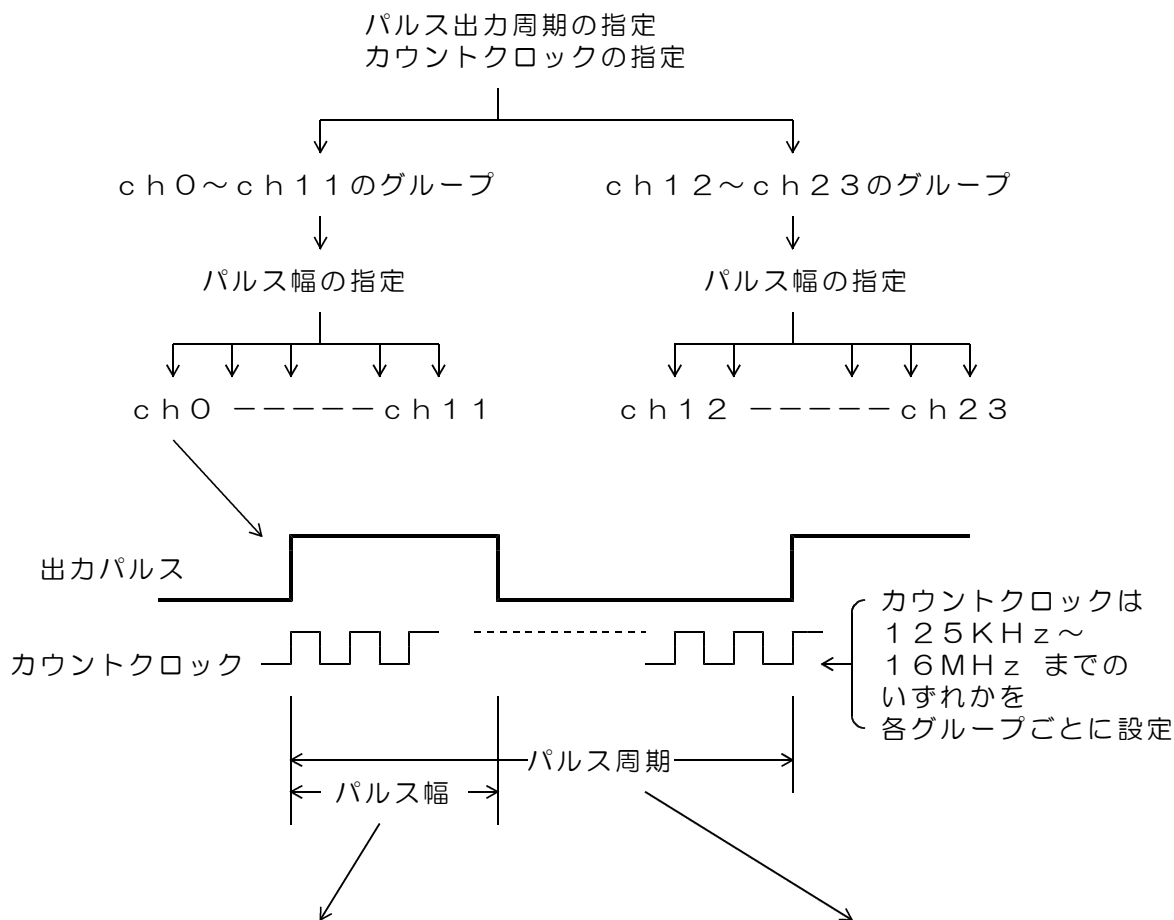 パルス出力周期の指定
カウントクロックの指定
ｃｈ０～ｃｈ１１のグループ
ｃｈ１２～ｃｈ２３のグループ
パルス幅の指定
パルス幅の指定
ｃｈ０ －－－－－ｃｈ１１
ｃｈ１２ －－－－－ｃｈ２３
出力パルス
カウントクロック
カウントクロックは
１２５ＫＨｚ～
１６ＭＨｚ までの
いずれかを
各グループごとに設定
パルス周期
パルス幅